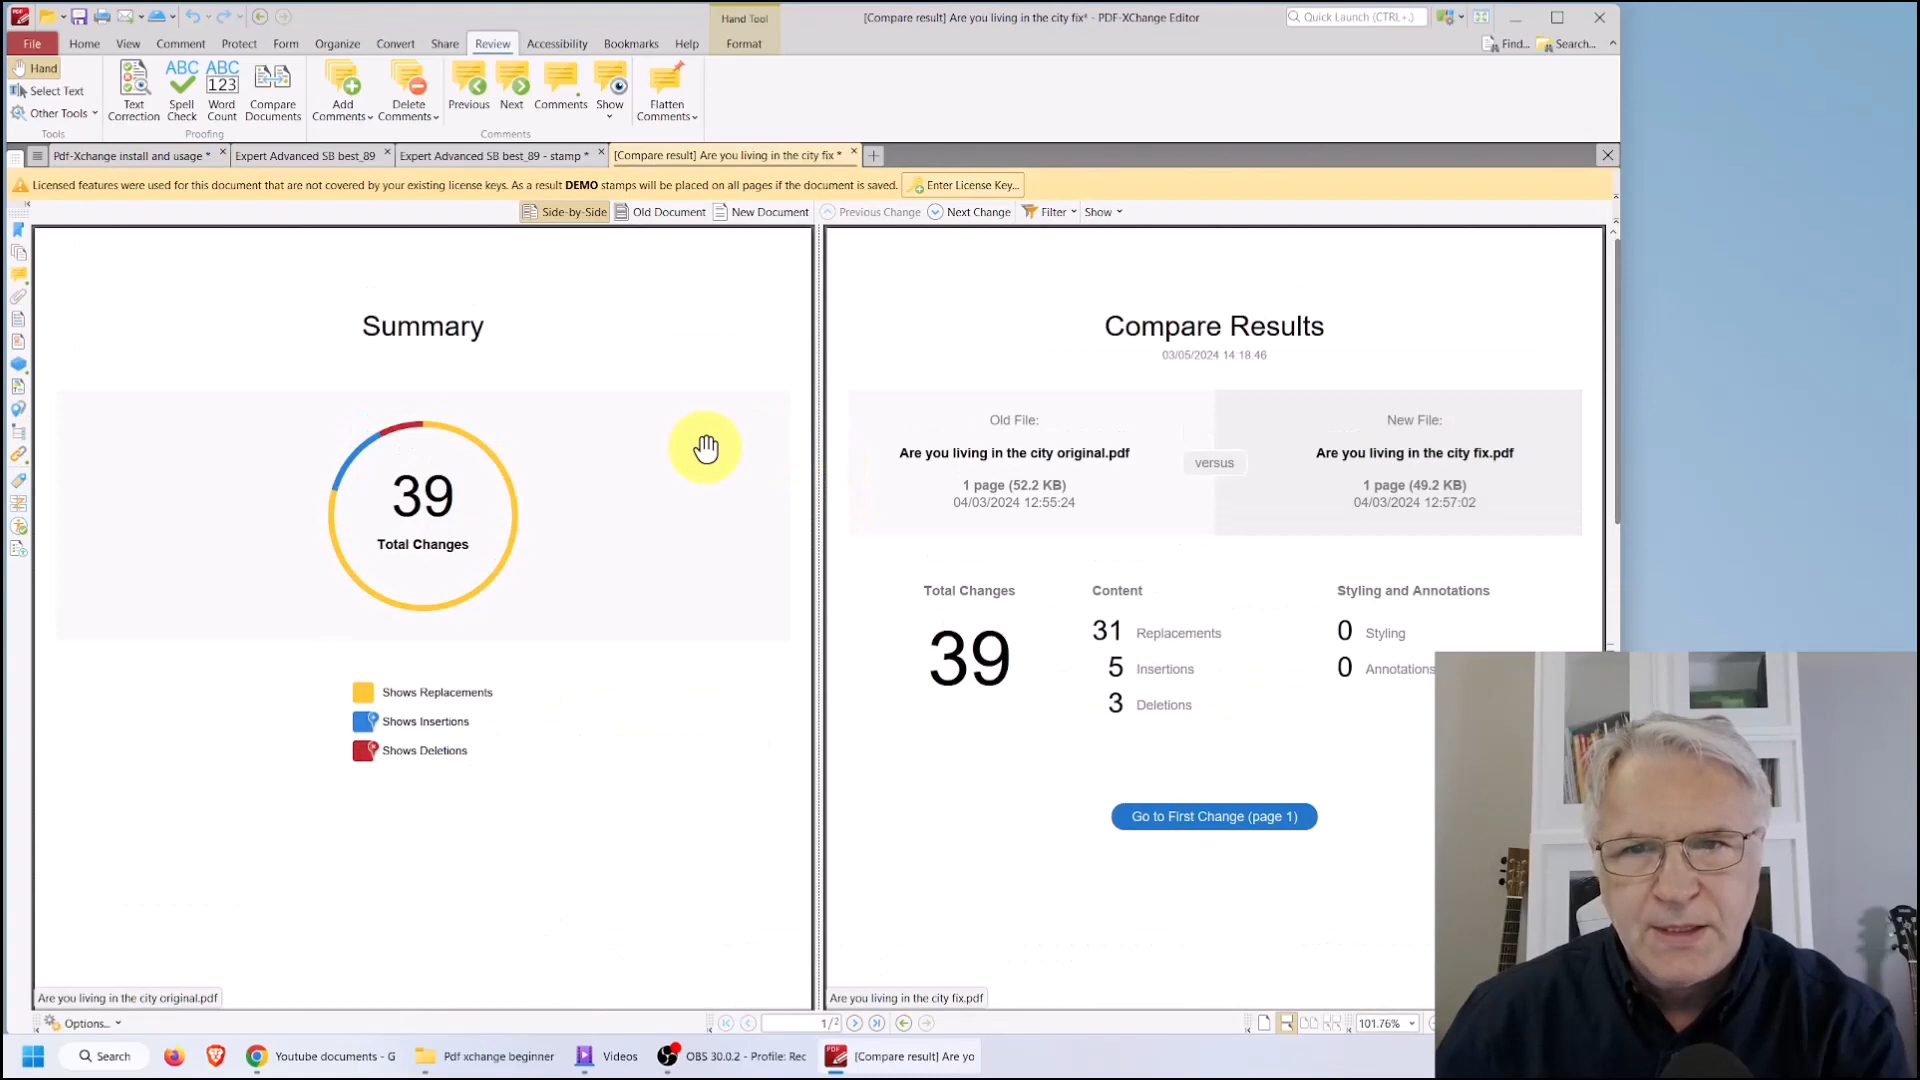 Hand Tool
[Compare result] Are you living in the city fix* - PDF-XChange Editor
Quick Launch (CTRL+.)
File
Home
View
Comment
Protect
Form
Organize
Convert
Share
Review
Accessibility
Bookmarks
Help
Format
Find...
Search...
Hand
Select Text
Other Tools
Tools
Text Correction
ABC
Spell Check
ABC
123
Word Count
Compare Documents
Proofing
Add Comments
Delete Comments
Previous
Next
Comments
Show
Flatten Comments
Comments
Pdf-Xchange install and usage *
Expert Advanced SB best_89
Expert Advanced SB best_89 - stamp *
[Compare result] Are you living in the city fix *
Licensed features were used for this document that are not covered by your existing license keys. As a result DEMO stamps will be placed on all pages if the document is saved.
Enter License Key...
Side-by-Side
Old Document
New Document
Previous Change
Next Change
Filter
Show
Summary
39
Total Changes
Shows Replacements
Shows Insertions
Shows Deletions
Are you living in the city original.pdf
Compare Results
03/05/2024 14:18:46
Old File:
Are you living in the city original.pdf
1 page (52.2 KB)
04/03/2024 12:55:24
versus
New File:
Are you living in the city fix.pdf
1 page (49.2 KB)
04/03/2024 12:57:02
Total Changes
39
Content
31 Replacements
5 Insertions
3 Deletions
Styling and Annotations
0 Styling
0 Annotations
Go to First Change (page 1)
Are you living in the city fix.pdf
Options...
1/2
101.76%
Search
Youtube documents - G
Pdf xchange beginner
Videos
OBS 30.0.2 - Profile: Rec
PDF
[Compare result] Are yo